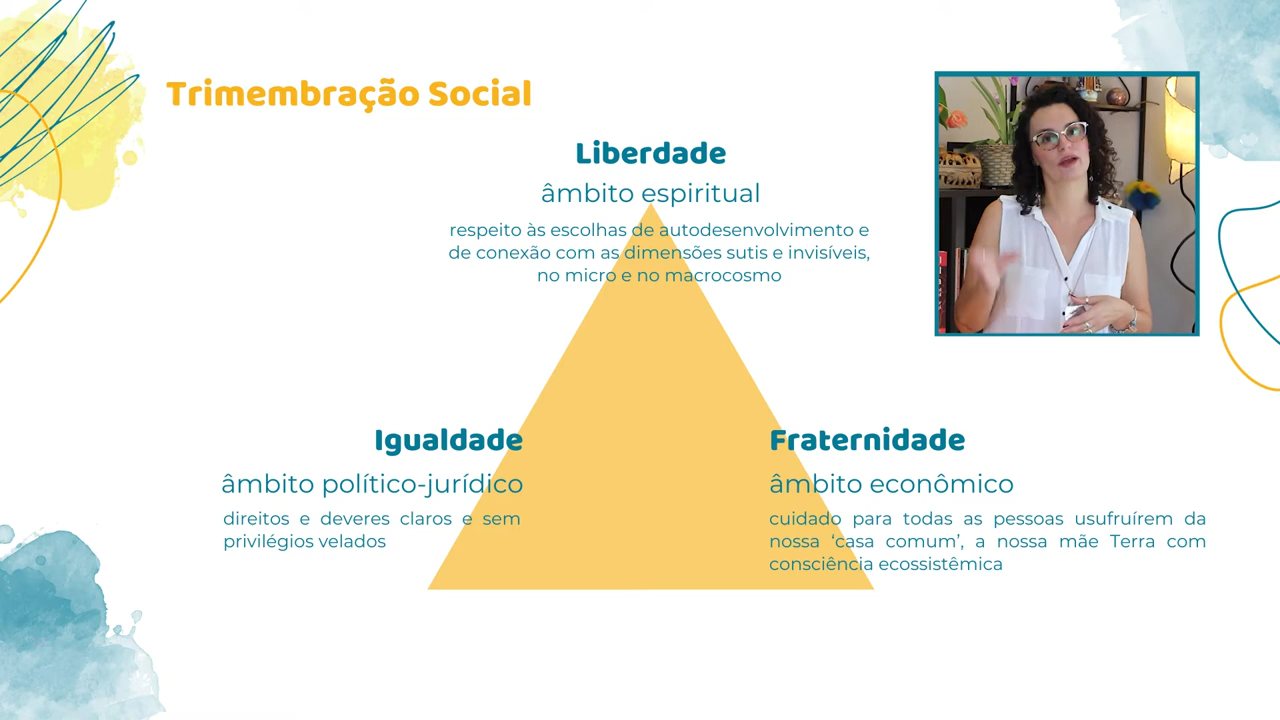 Trimembração Social
Liberdade
âmbito espiritual
respeito às escolhas de autodesenvolvimento e
de conexão com as dimensões sutis e invisíveis,
no micro e no macrocosmo
Igualdade
âmbito político-jurídico
direitos e deveres claros e sem
privilégios velados
Fraternidade
âmbito econômico
cuidado para todas as pessoas usufruírem da
nossa ‘casa comum’, a nossa mãe Terra com
consciência ecossistêmica